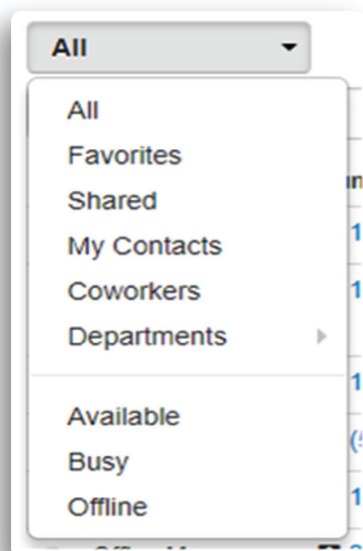 All
All
Favorites
Shared
My Contacts
Coworkers
Departments
Available
Busy
Offline